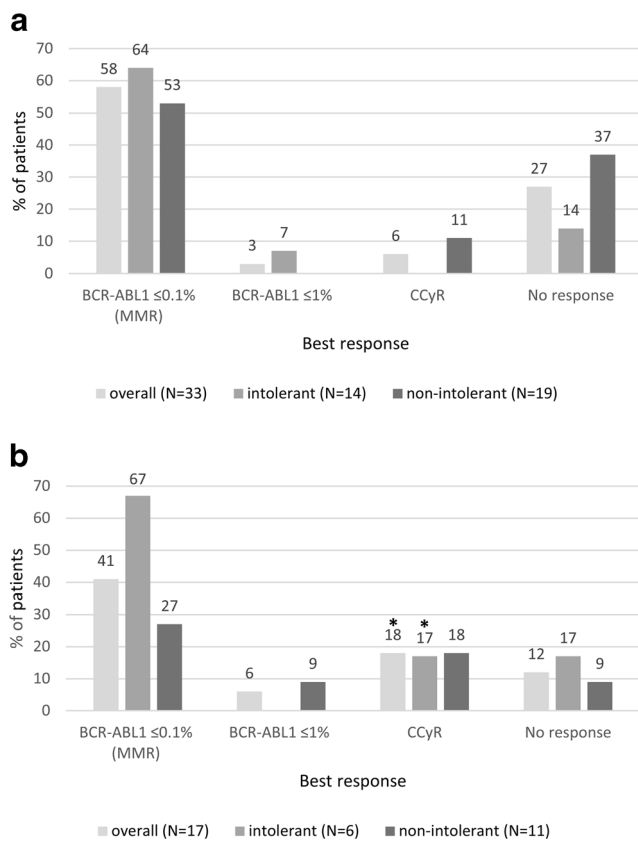 a
70
60
50
40
30
20
10
0
% of patients
58 64 53
3 7
6 11
27 14 37
BCR-ABL1 ≤0.1% (MMR)
BCR-ABL1 ≤1%
CCyR
No response
Best response
overall (N=33) intolerant (N=14) non-intolerant (N=19)
b
70
60
50
40
30
20
10
0
% of patients
41 67 27
6 9
* *
18 17 18
12 17 9
BCR-ABL1 ≤0.1% (MMR)
BCR-ABL1 ≤1%
CCyR
No response
Best response
overall (N=17) intolerant (N=6) non-intolerant (N=11)